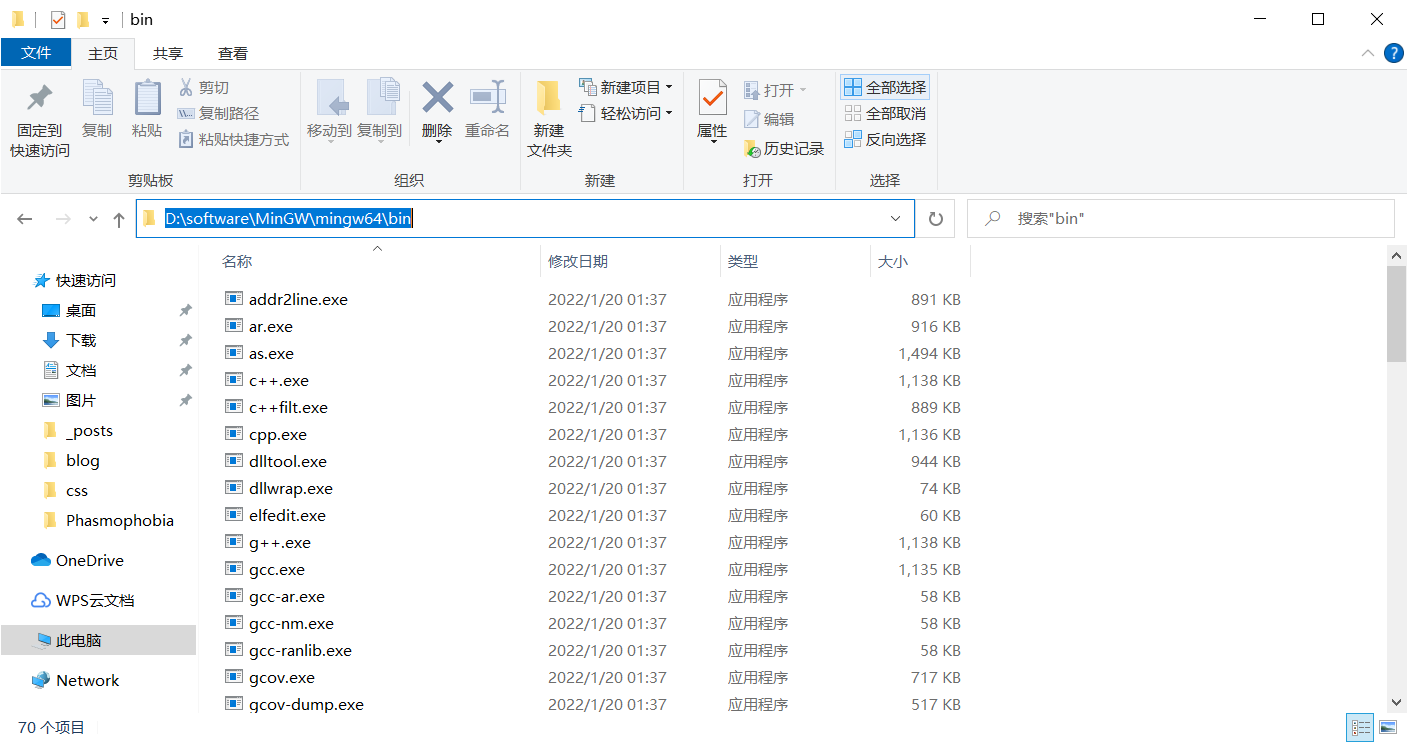 bin
文件 主页 共享 查看
固定到
快速访问
复制
粘贴
剪切
复制路径
粘贴快捷方式
剪贴板
移动到 复制到 删除 重命名
组织
新建
文件夹
新建项目
轻松访问
新建
属性
打开
编辑
历史记录
打开
全部选择
全部取消
反向选择
选择
D:\software\MinGW\mingw64\bin
搜索"bin"
快速访问
桌面
下载
文档
图片
_posts
blog
css
Phasmophobia
OneDrive
WPS云文档
此电脑
Network
名称 修改日期 类型 大小
addr2line.exe 2022/1/20 01:37 应用程序 891 KB
ar.exe 2022/1/20 01:37 应用程序 916 KB
as.exe 2022/1/20 01:37 应用程序 1,494 KB
c++.exe 2022/1/20 01:37 应用程序 1,138 KB
c++filt.exe 2022/1/20 01:37 应用程序 889 KB
cpp.exe 2022/1/20 01:37 应用程序 1,136 KB
dlltool.exe 2022/1/20 01:37 应用程序 944 KB
dllwrap.exe 2022/1/20 01:37 应用程序 74 KB
elfedit.exe 2022/1/20 01:37 应用程序 60 KB
g++.exe 2022/1/20 01:37 应用程序 1,138 KB
gcc.exe 2022/1/20 01:37 应用程序 1,135 KB
gcc-ar.exe 2022/1/20 01:37 应用程序 58 KB
gcc-nm.exe 2022/1/20 01:37 应用程序 58 KB
gcc-ranlib.exe 2022/1/20 01:37 应用程序 58 KB
gcov.exe 2022/1/20 01:37 应用程序 717 KB
gcov-dump.exe 2022/1/20 01:37 应用程序 517 KB
70 个项目